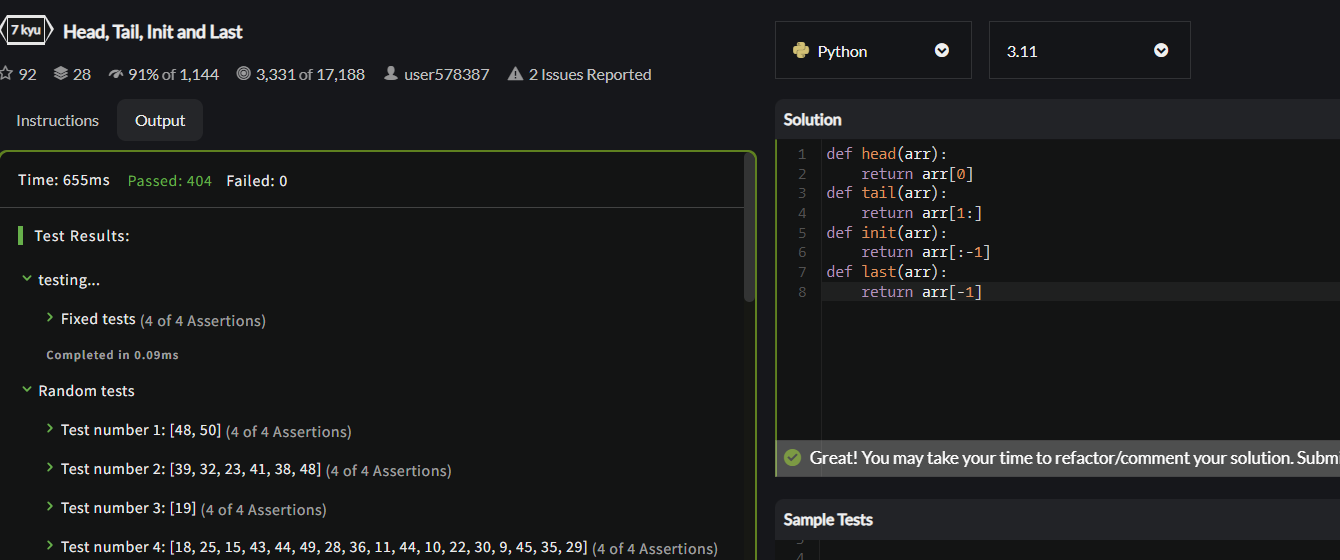 7 kyu Head, Tail, Init and Last
92 28 91% of 1,144 3,331 of 17,188 user578387 2 Issues Reported
Instructions Output
Time: 655ms Passed: 404 Failed: 0
Test Results:
testing...
Fixed tests (4 of 4 Assertions)
Completed in 0.09ms
Random tests
Test number 1: [48, 50] (4 of 4 Assertions)
Test number 2: [39, 32, 23, 41, 38, 48] (4 of 4 Assertions)
Test number 3: [19] (4 of 4 Assertions)
Test number 4: [18, 25, 15, 43, 44, 49, 28, 36, 11, 44, 10, 22, 30, 9, 45, 35, 29] (4 of 4 Assertions)
Python 3.11
Solution
1 def head(arr):
2     return arr[0]
3 def tail(arr):
4     return arr[1:]
5 def init(arr):
6     return arr[:-1]
7 def last(arr):
8     return arr[-1]
Great! You may take your time to refactor/comment your solution. Submi
Sample Tests
4